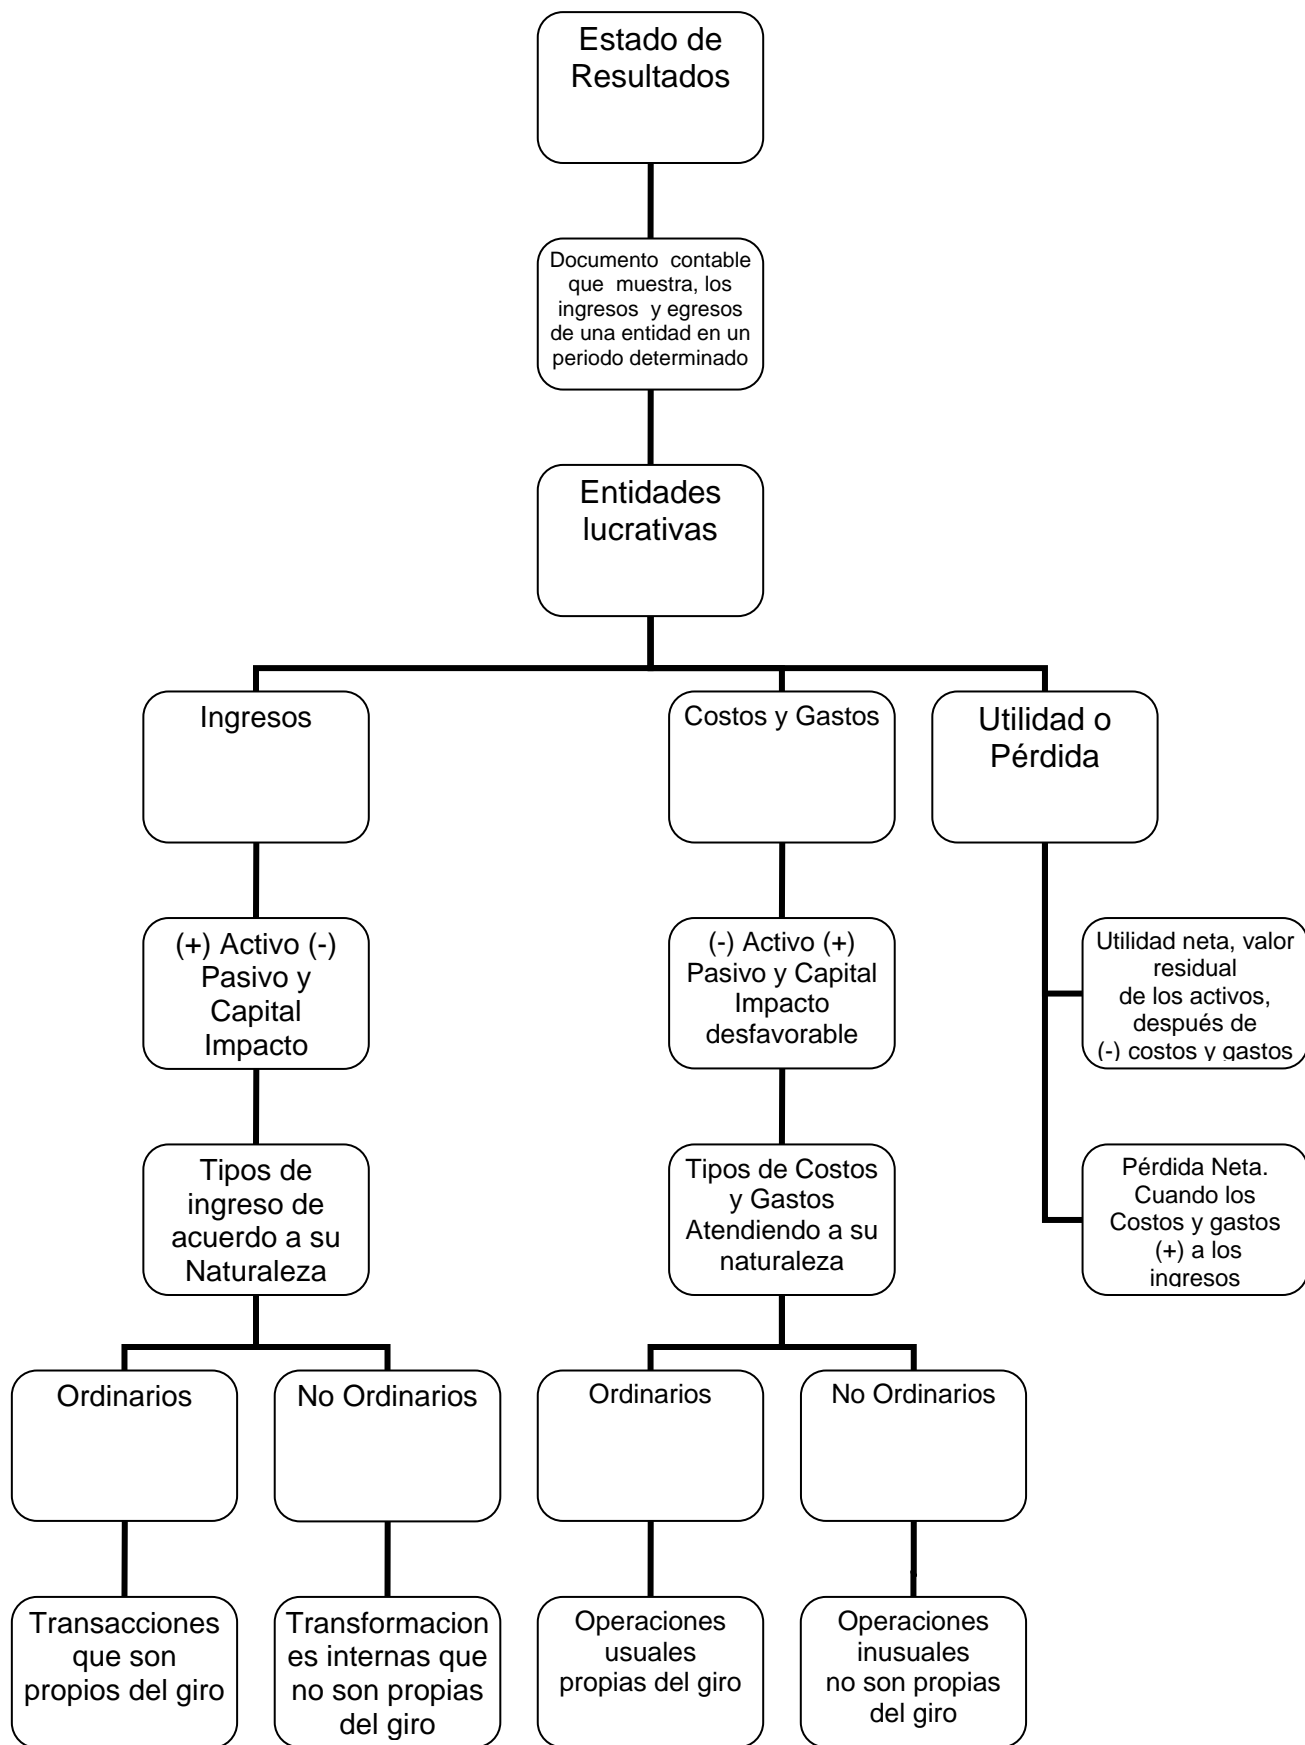 Estado de
Resultados
Documento contable
que muestra, los
ingresos y egresos
de una entidad en un
periodo determinado
Entidades
lucrativas
Ingresos
Costos y Gastos
Utilidad o
Pérdida
(+) Activo (-)
Pasivo y
Capital
Impacto
(-) Activo (+)
Pasivo y Capital
Impacto
desfavorable
Utilidad neta, valor
residual
de los activos,
después de
(-) costos y gastos
Tipos de
ingreso de
acuerdo a su
Naturaleza
Tipos de Costos
y Gastos
Atendiendo a su
naturaleza
Pérdida Neta.
Cuando los
Costos y gastos
(+) a los
ingresos
Ordinarios
No Ordinarios
Ordinarios
No Ordinarios
Transacciones
que son
propios del giro
Transformacion
es internas que
no son propias
del giro
Operaciones
usuales
propias del giro
Operaciones
inusuales
no son propias
del giro